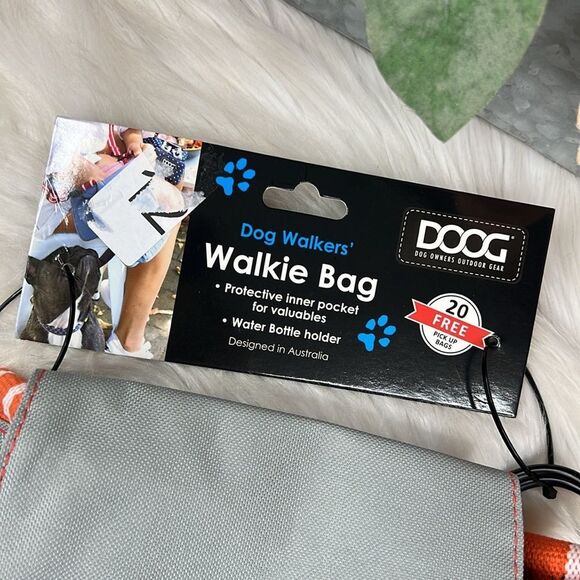 Dog Walkers'
Walkie Bag
• Protective inner pocket
for valuables
• Water Bottle holder
Designed in Australia
DOOG®
DOG OWNERS OUTDOOR GEAR
20
FREE
PICK UP
BAGS